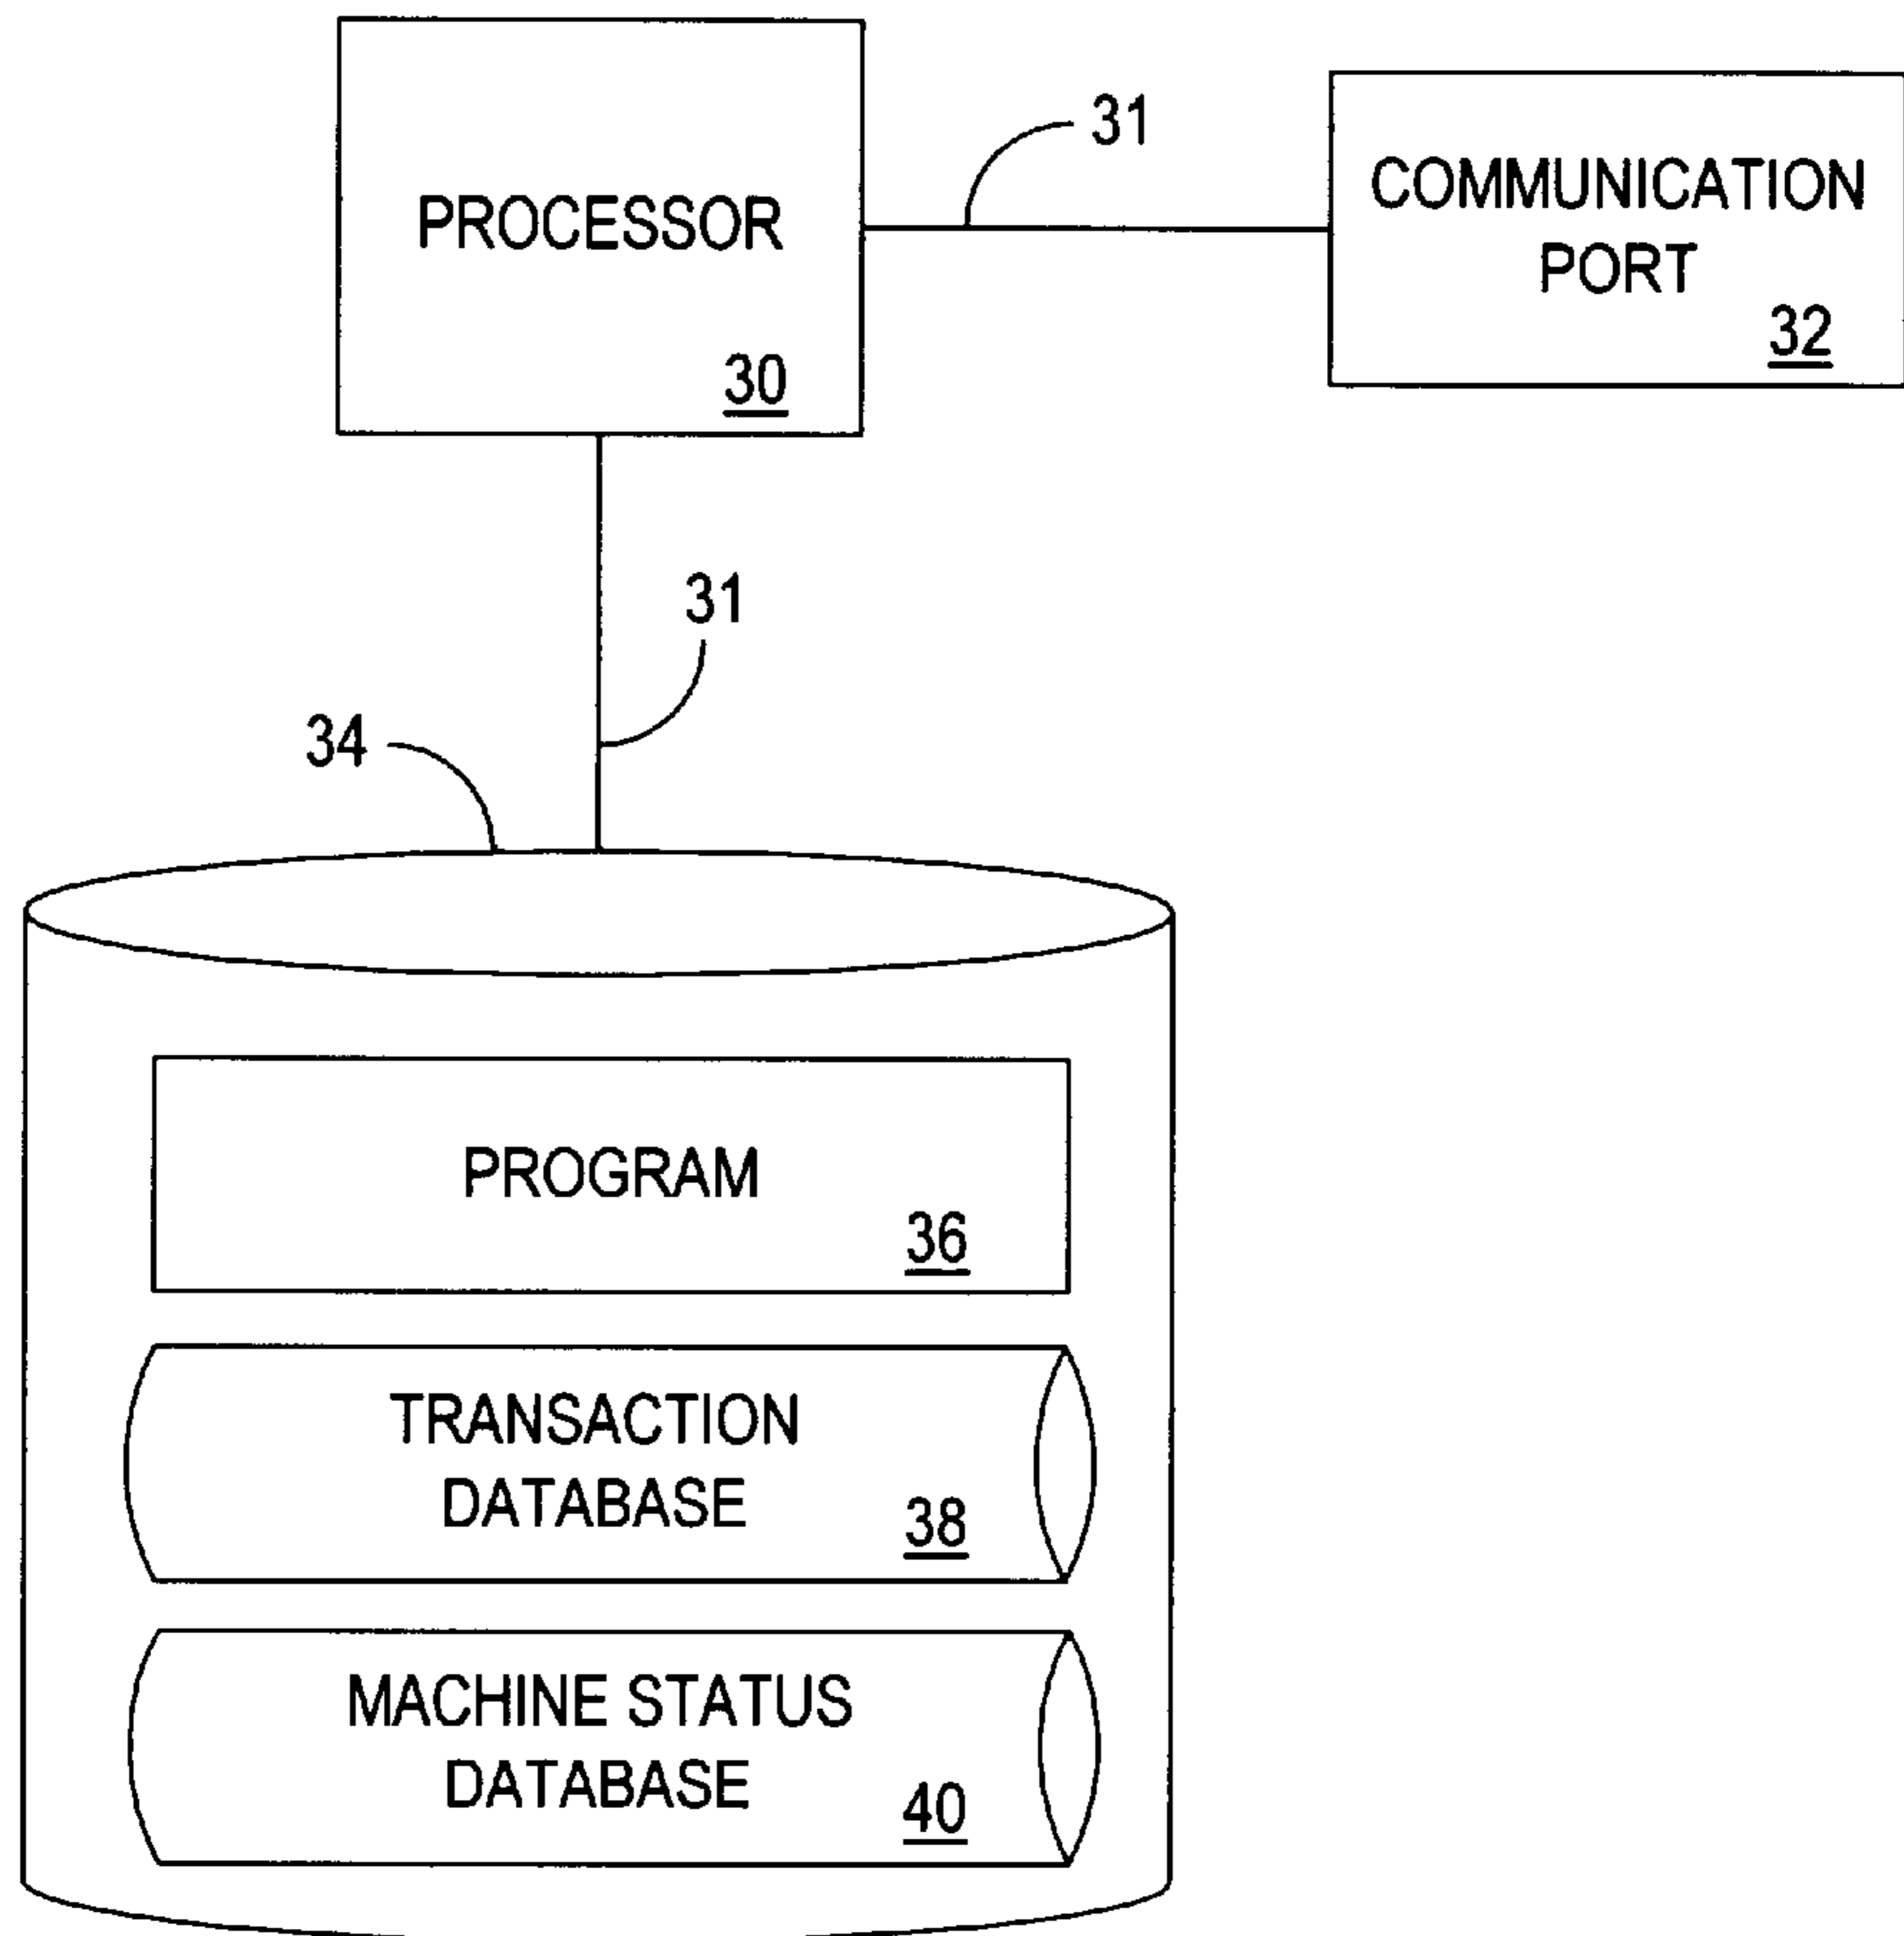 PROCESSOR
30
31
COMMUNICATION
PORT
32
31
34
PROGRAM
36
TRANSACTION
DATABASE
38
MACHINE STATUS
DATABASE
40